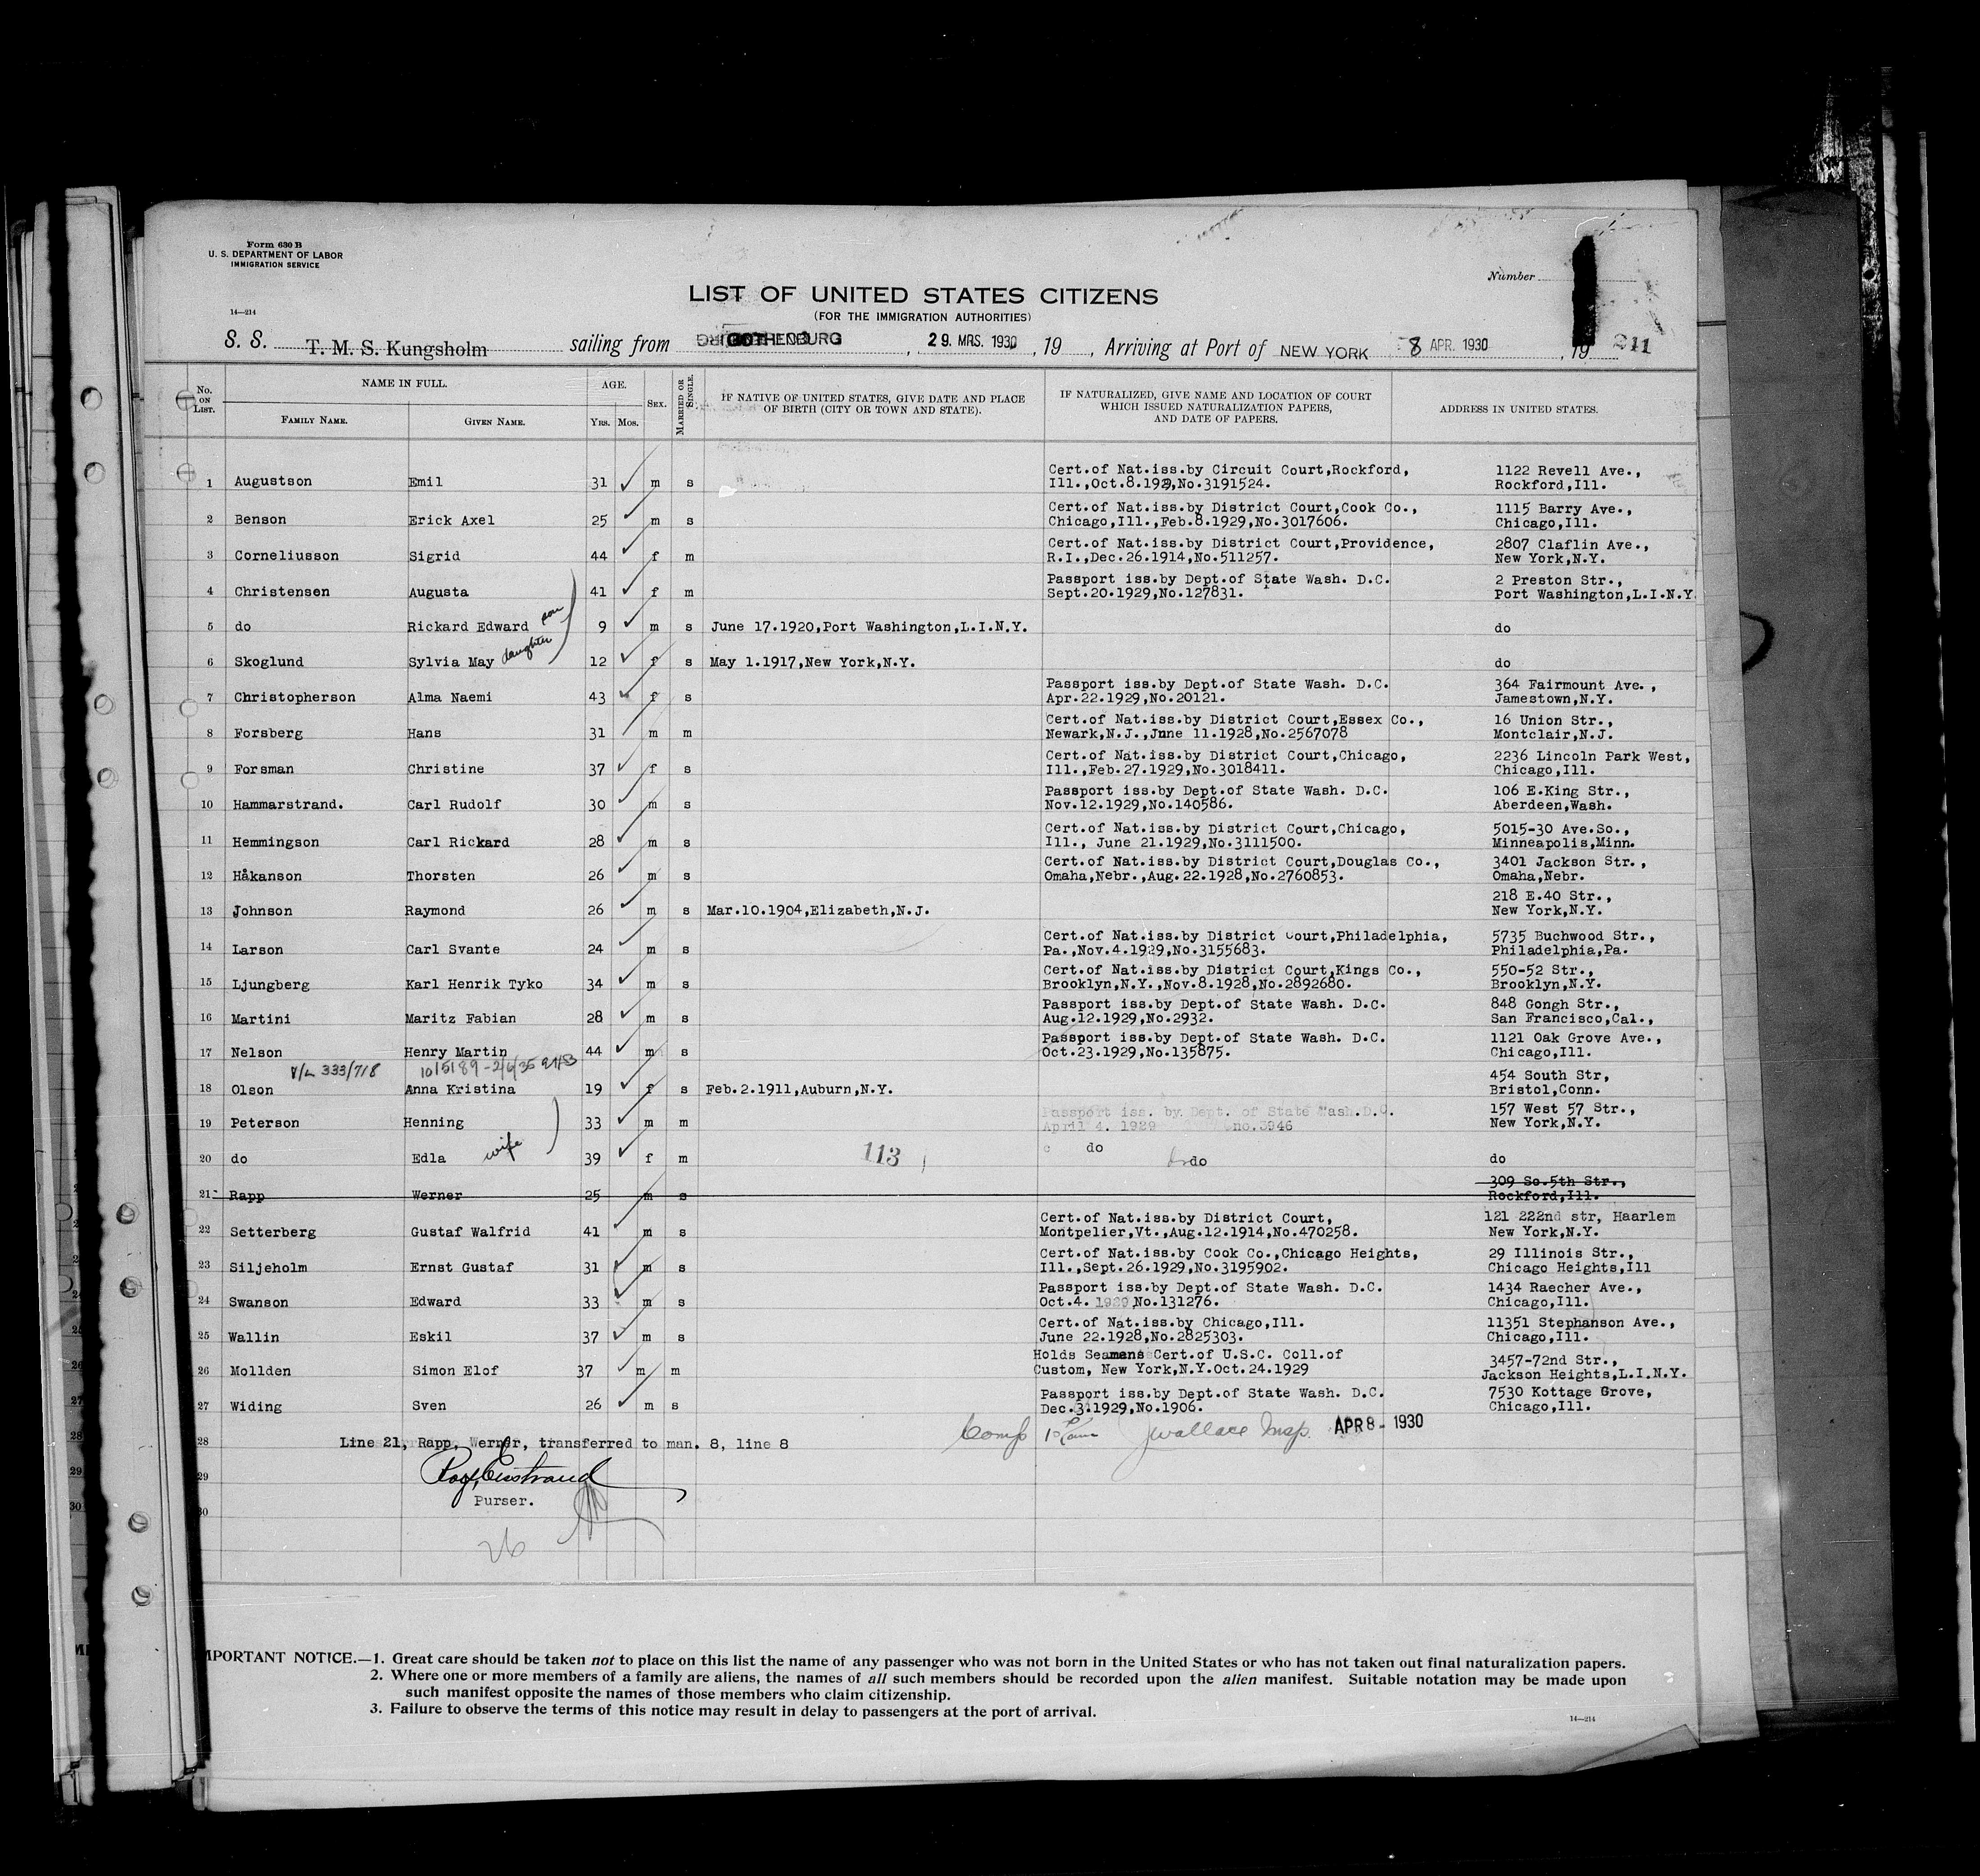 Form 630 B
U. S. DEPARTMENT OF LABOR
IMMIGRATION SERVICE
14—214
Number
LIST OF UNITED STATES CITIZENS
(FOR THE IMMIGRATION AUTHORITIES)
S. S. T. M. S. Kungsholm sailing from GOTHENBURG, 29. MRS. 1930, 19 , Arriving at Port of NEW YORK 8 APR. 1930, 19 211
No. ON LIST. NAME IN FULL. AGE. SEX. MARRIED OR SINGLE. IF NATIVE OF UNITED STATES, GIVE DATE AND PLACE OF BIRTH (CITY OR TOWN AND STATE). IF NATURALIZED, GIVE NAME AND LOCATION OF COURT WHICH ISSUED NATURALIZATION PAPERS, AND DATE OF PAPERS. ADDRESS IN UNITED STATES.
FAMILY NAME. GIVEN NAME. YRS. MOS.
Cert.of Nat.iss.by Circuit Court,Rockford, 1122 Revell Ave.,
1 Augustson Emil 31 m s Ill.,Oct.8.1929,No.3191524. Rockford,Ill.
Cert.of Nat.iss.by District Court,Cook Co., 1115 Barry Ave.,
2 Benson Erick Axel 25 m s Chicago,Ill.,Feb.8.1929,No.3017606. Chicago,Ill.
Cert.of Nat.iss.by District Court,Providence, 2807 Claflin Ave.,
3 Corneliusson Sigrid 44 f m R.I.,Dec.26.1914,No.511257. New York,N.Y.
Passport iss.by Dept.of State Wash. D.C. 2 Preston Str.,
4 Christensen Augusta 41 f m Sept.20.1929,No.127831. Port Washington,L.I.N.Y.
5 do Rickard Edward son 9 m s June 17.1920,Port Washington,L.I.N.Y. do
6 Skoglund Sylvia May daughter 12 f s May 1.1917,New York,N.Y. do
Passport iss.by Dept.of State Wash. D.C. 364 Fairmount Ave.,
7 Christopherson Alma Naemi 43 f s Apr.22.1929,No.20121. Jamestown,N.Y.
Cert.of Nat.iss.by District Court,Essex Co., 16 Union Str.,
8 Forsberg Hans 31 m m Newark,N.J.,June 11.1928,No.2567078 Montclair,N.J.
Cert.of Nat.iss.by District Court,Chicago, 2236 Lincoln Park West,
9 Forsman Christine 37 f s Ill.,Feb.27.1929,No.3018411. Chicago,Ill.
Passport iss.by Dept.of State Wash. D.C. 106 E.King Str.,
10 Hammarstrand. Carl Rudolf 30 m s Nov.12.1929,No.140586. Aberdeen,Wash.
Cert.of Nat.iss.by District Court,Chicago, 5015-30 Ave.So.,
11 Hemmingson Carl Rickard 28 m s Ill., June 21.1929,No.3111500. Minneapolis,Minn.
Cert.of Nat.iss.by District Court,Douglas Co., 3401 Jackson Str.,
12 Håkanson Thorsten 26 m s Omaha,Nebr.,Aug.22.1928,No.2760853. Omaha,Nebr.
218 E.40 Str.,
13 Johnson Raymond 26 m s Mar.10.1904,Elizabeth,N.J. New York,N.Y.
Cert.of Nat.iss.by District Court,Philadelphia, 5735 Buchwood Str.,
14 Larson Carl Svante 24 m s Pa.,Nov.4.1929,No.3155683. Philadelphia,Pa.
Cert.of Nat.iss.by District Court,Kings Co., 550-52 Str.,
15 Ljungberg Karl Henrik Tyko 34 m s Brooklyn,N.Y.,Nov.8.1928,No.2892680. Brooklyn,N.Y.
Passport iss.by Dept.of State Wash. D.C. 848 Gongh Str.,
16 Martini Maritz Fabian 28 m s Aug.12.1929,No.2932. San Francisco,Cal.,
Passport iss.by Dept.of State Wash. D.C. 1121 Oak Grove Ave.,
17 Nelson Henry Martin 44 m s Oct.23.1929,No.135875. Chicago,Ill.
V/L 333/718 454 South Str,
18 Olson Anna Kristina 19 f s Feb.2.1911,Auburn,N.Y. Bristol,Conn.
Passport iss. by. Dept. of State Wash.D.C. 157 West 57 Str.,
19 Peterson Henning 33 m m April 4. 1929 no.3946 New York,N.Y.
20 do Edla wife 39 f m 113 do do do
309 So.5th Str.,
21 Rapp Werner 25 m s Rockford,Ill.
Cert.of Nat.iss.by District Court, 121 222nd str, Haarlem
22 Setterberg Gustaf Walfrid 41 m s Montpelier,Vt.,Aug.12.1914,No.470258. New York,N.Y.
Cert.of Nat.iss.by Cook Co.,Chicago Heights, 29 Illinois Str.,
23 Siljeholm Ernst Gustaf 31 m s Ill.,Sept.26.1929,No.3195902. Chicago Heights,Ill
Passport iss.by Dept.of State Wash. D.C. 1434 Raecher Ave.,
24 Swanson Edward 33 m s Oct.4. 1929,No.131276. Chicago,Ill.
Cert.of Nat.iss.by Chicago,Ill. 11351 Stephanson Ave.,
25 Wallin Eskil 37 m s June 22.1928,No.2825303. Chicago,Ill.
Holds Seamens Cert.of U.S.C. Coll.of 3457-72nd Str.,
26 Mollden Simon Elof 37 m m Custom, New York,N.Y.Oct.24.1929 Jackson Heights,L.I.N.Y.
Passport iss.by Dept.of State Wash. D.C. 7530 Kottage Grove,
27 Widing Sven 26 m s Dec.3.1929,No.1906. Chicago,Ill.
JWallace Insp. APR 8 - 1930
28 Line 21, Rapp, Werner, transferred to man. 8, line 8
29
Purser.
30
26
IMPORTANT NOTICE.—1. Great care should be taken not to place on this list the name of any passenger who was not born in the United States or who has not taken out final naturalization papers.
2. Where one or more members of a family are aliens, the names of all such members should be recorded upon the alien manifest. Suitable notation may be made upon
such manifest opposite the names of those members who claim citizenship.
3. Failure to observe the terms of this notice may result in delay to passengers at the port of arrival.
14—214